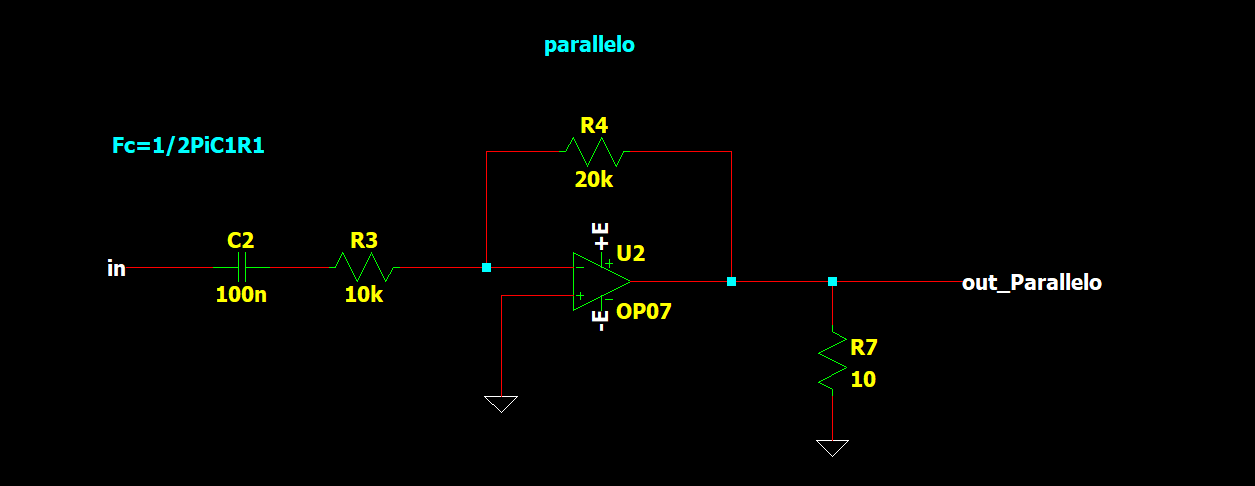 parallelo
Fc=1/2PiC1R1
R4
20k
C2
100n
R3
10k
in
+E
U2
-E
OP07
out_Parallelo
R7
10